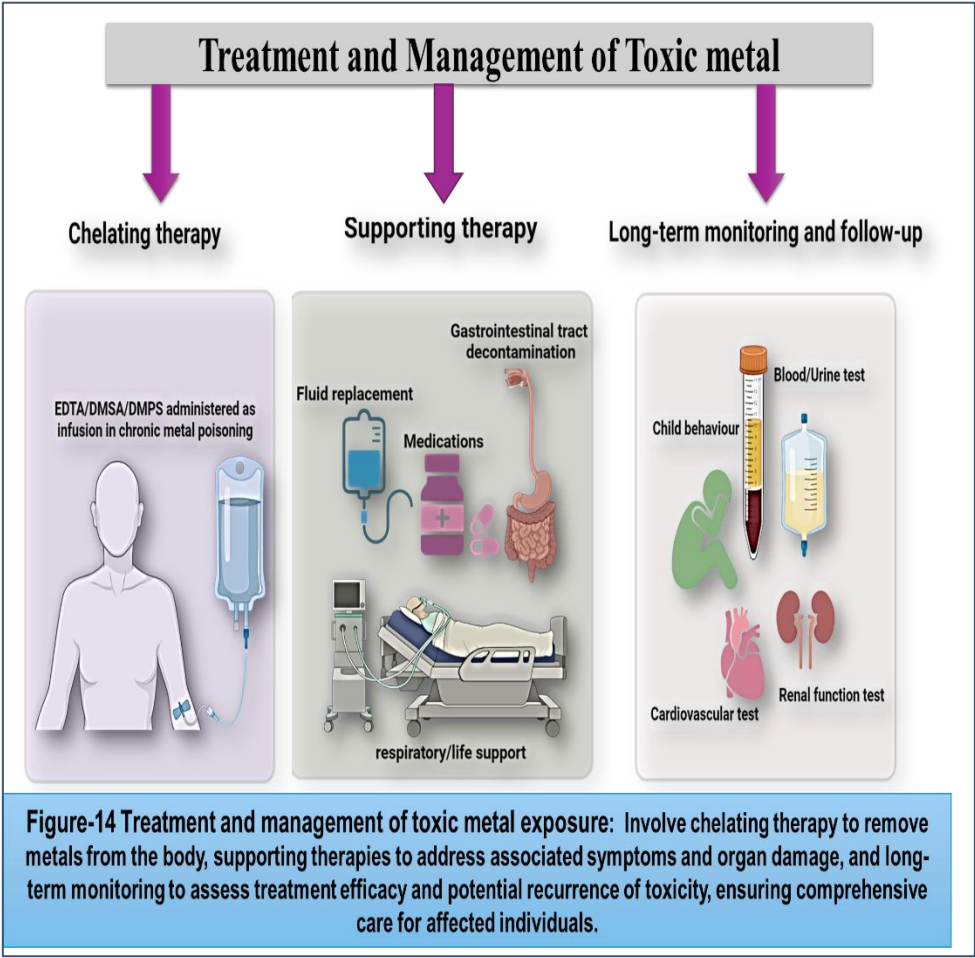 Treatment and Management of Toxic metal
Chelating therapy
Supporting therapy
Long-term monitoring and follow-up
EDTA/DMSA/DMPS administered as
infusion in chronic metal poisoning
Gastrointestinal tract
decontamination
Fluid replacement
Medications
respiratory/life support
Blood/Urine test
Child behaviour
Cardiovascular test
Renal function test
Figure-14 Treatment and management of toxic metal exposure: Involve chelating therapy to remove
metals from the body, supporting therapies to address associated symptoms and organ damage, and long-
term monitoring to assess treatment efficacy and potential recurrence of toxicity, ensuring comprehensive
care for affected individuals.